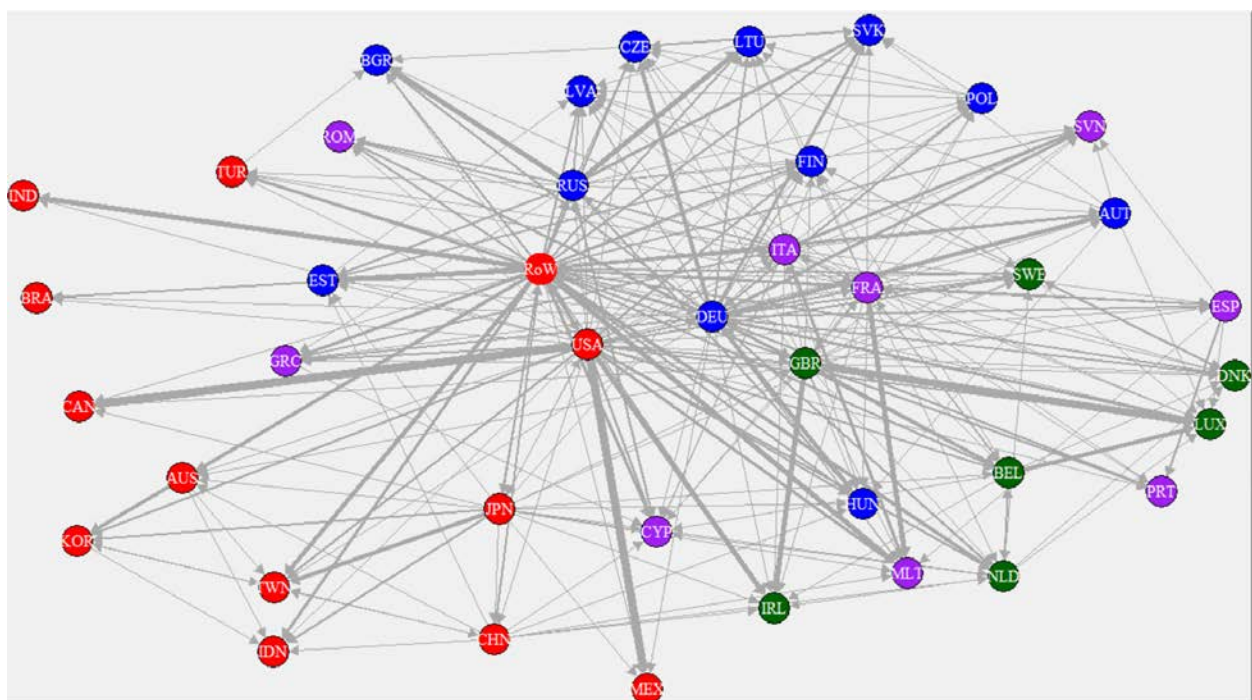 SVK
LTU
CZE
BGR
LVA
POL
SVN
ROM
FIN
TUR
RUS
IND
AUT
ITA
RoW
SWE
EST
FRA
BRA
ESP
DEU
USA
GRC
GBR
DNK
CAN
LUX
BEL
AUS
PRT
HUN
JPN
CYP
KOR
MLT
NLD
TWN
IRL
CHN
IDN
MEX